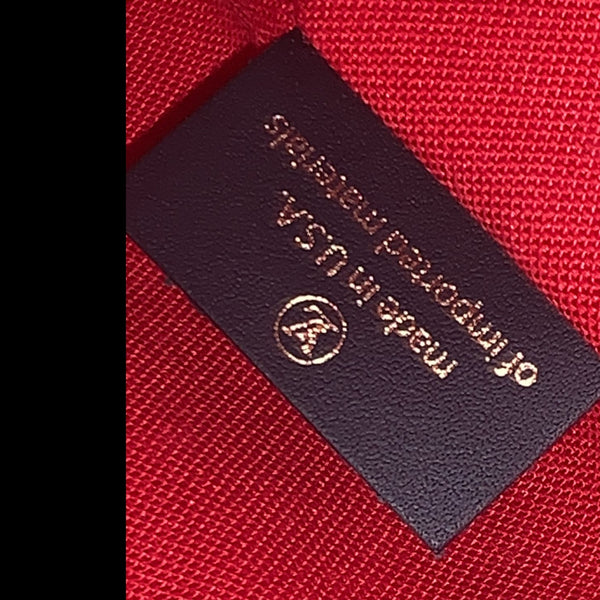 made in U.S.A.
of imported materials